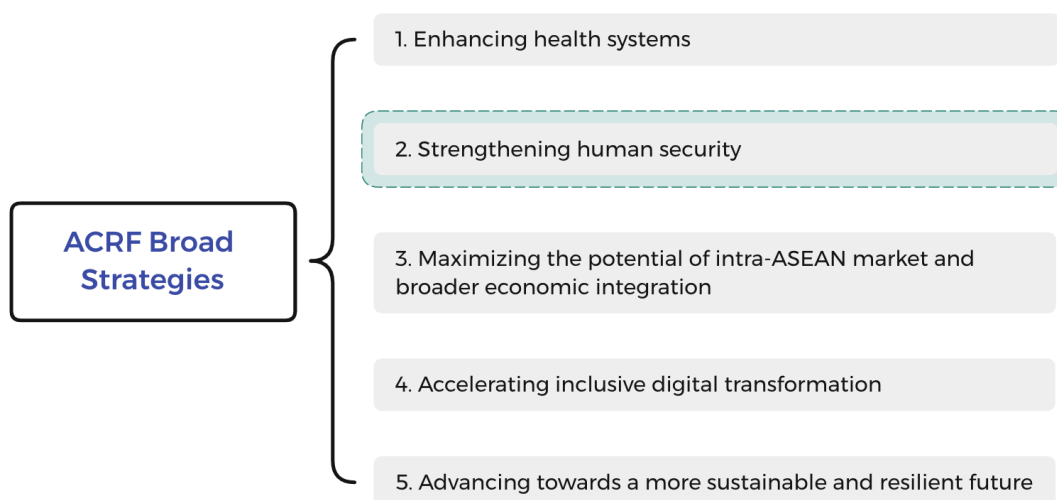 1. Enhancing health systems
2. Strengthening human security
ACRF Broad
Strategies
3. Maximizing the potential of intra-ASEAN market and
broader economic integration
4. Accelerating inclusive digital transformation
5. Advancing towards a more sustainable and resilient future